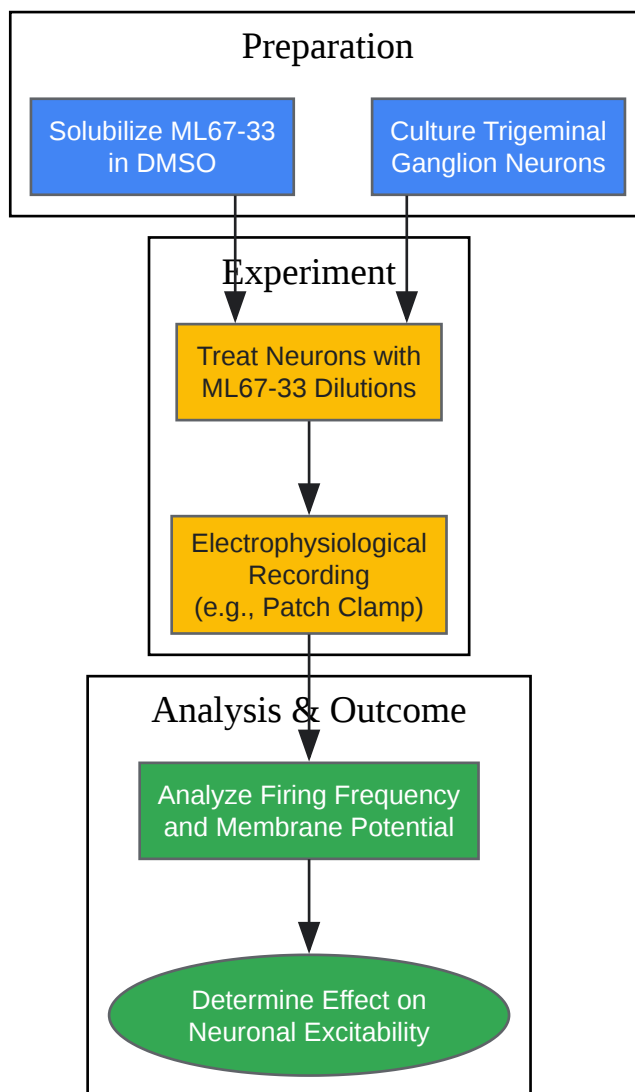 Preparation
Solubilize ML67-33
in DMSO
Culture Trigeminal
Ganglion Neurons
Experiment
Treat Neurons with
ML67-33 Dilutions
Electrophysiological
Recording
(e.g., Patch Clamp)
Analysis & Outcome
Analyze Firing Frequency
and Membrane Potential
Determine Effect on
Neuronal Excitability